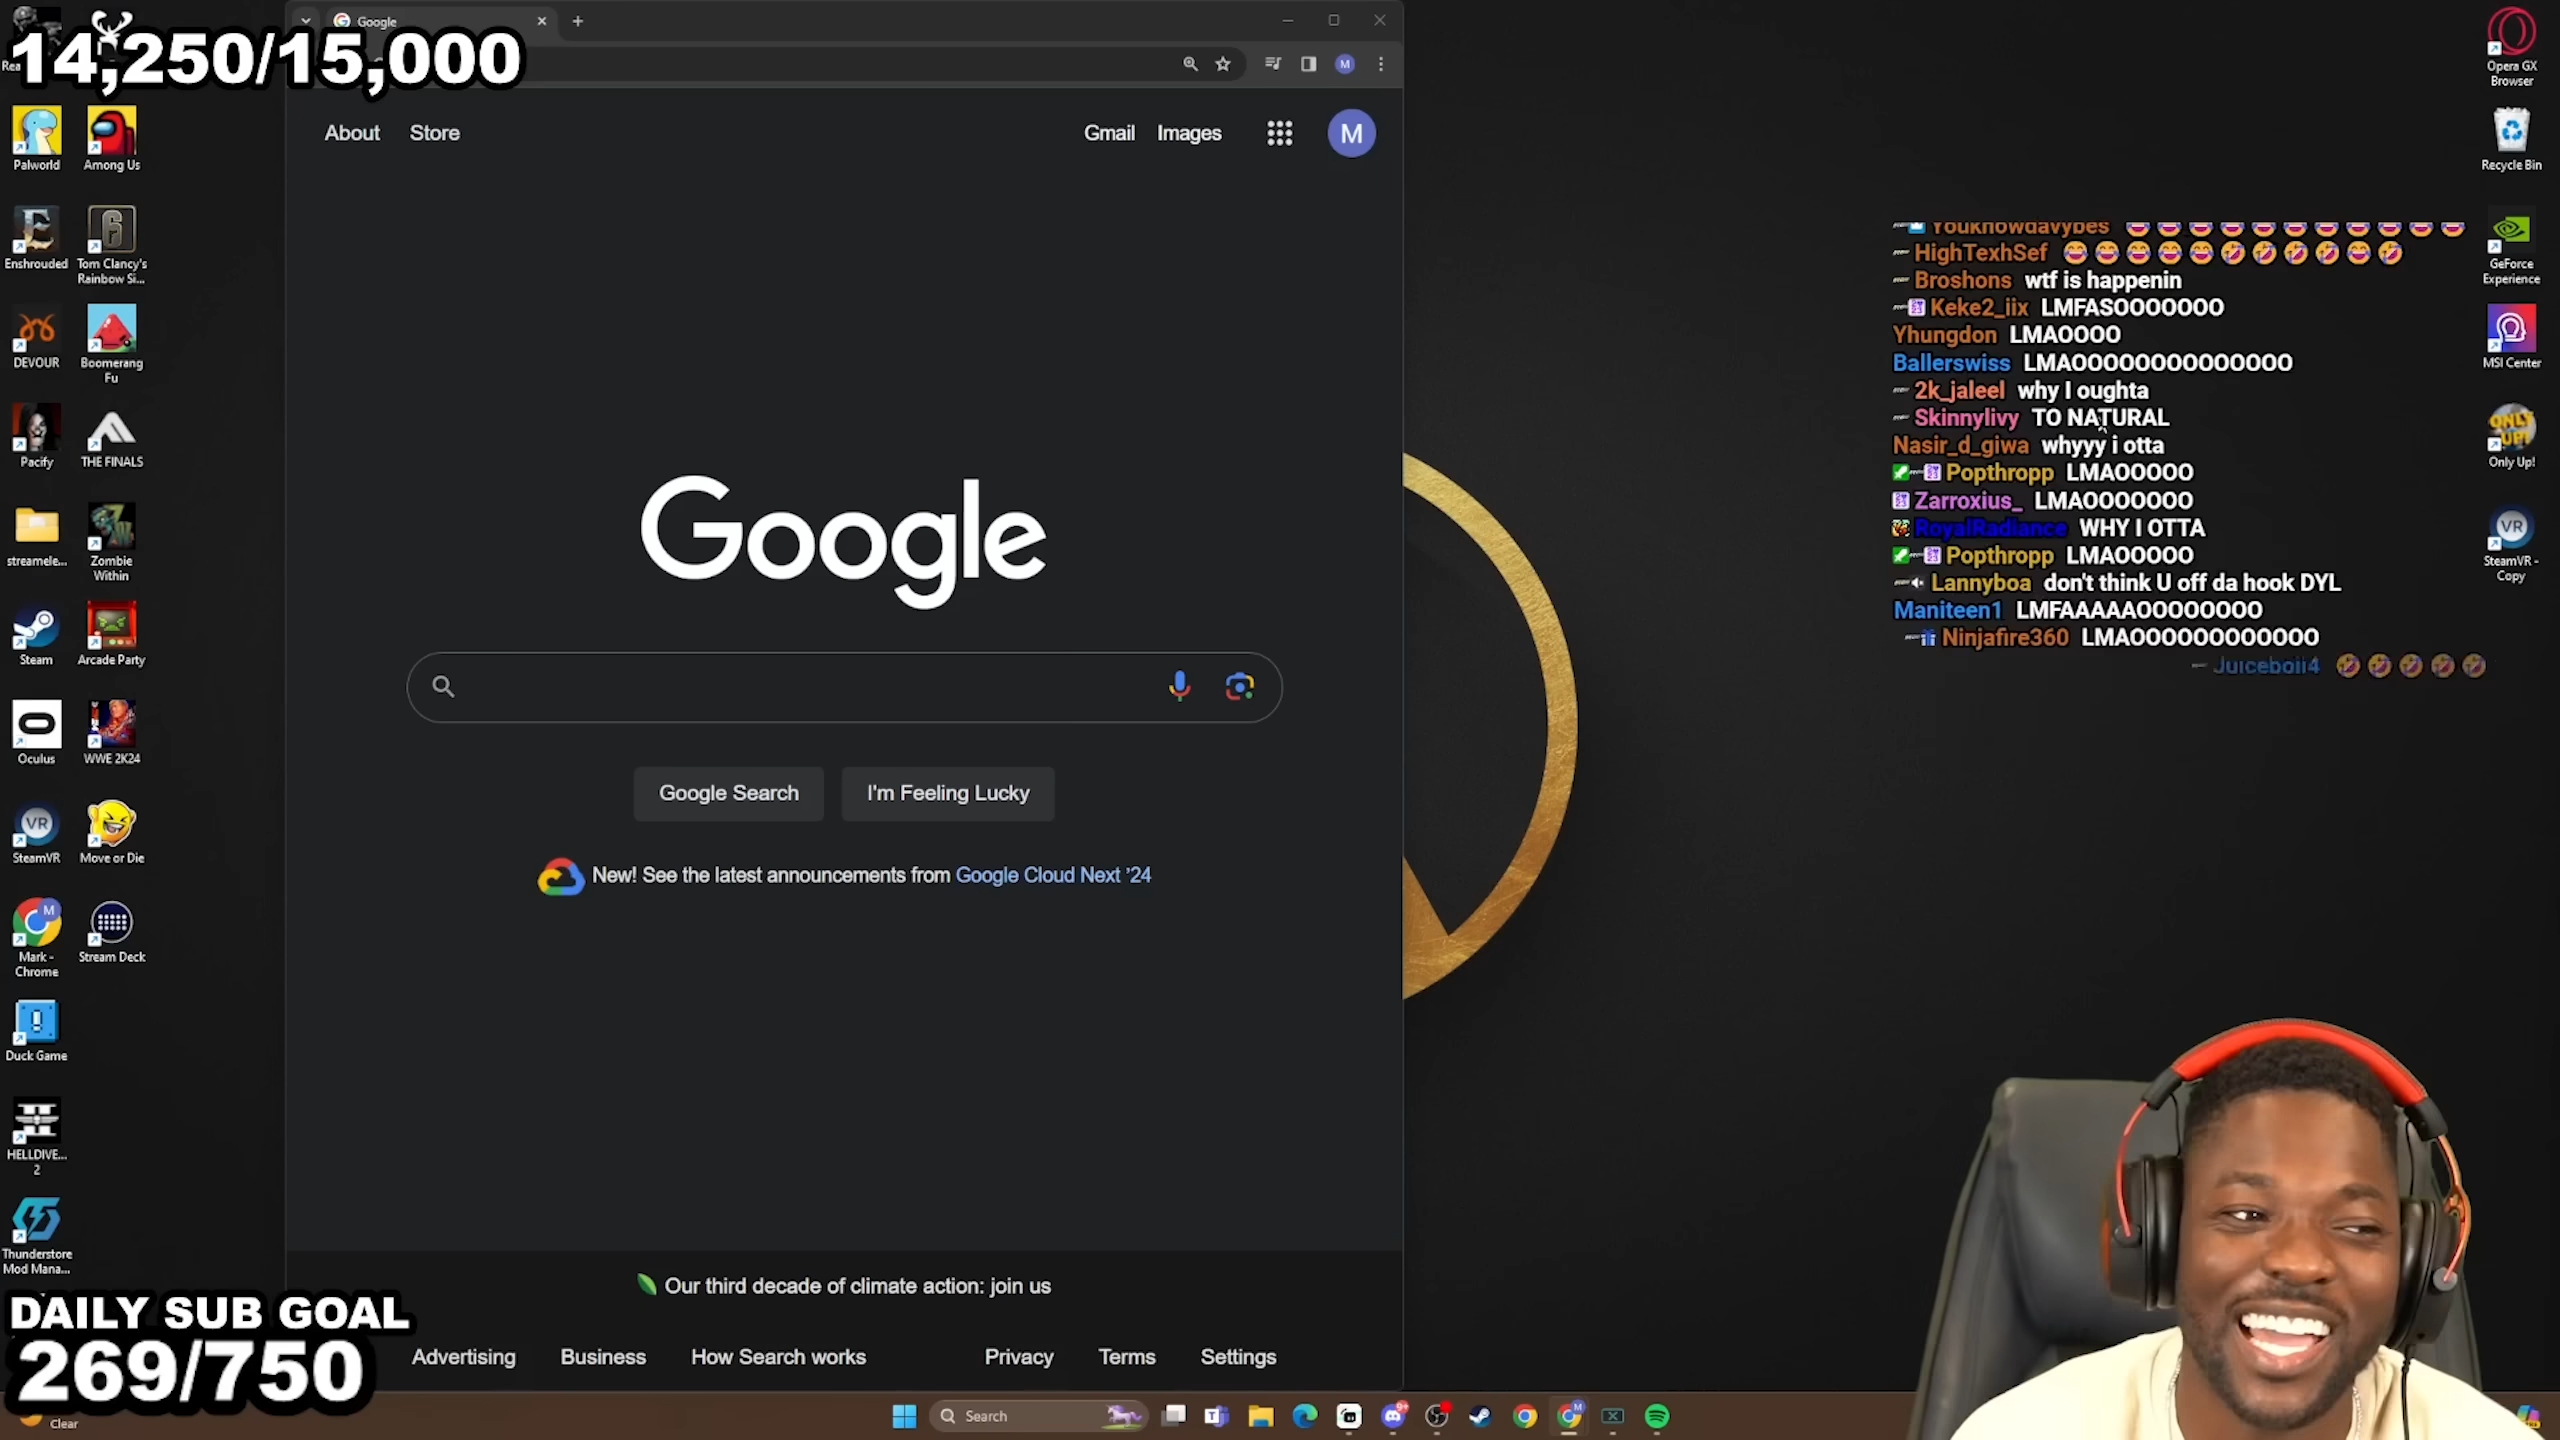 Google
14,250/15,000
About
Store
Gmail
Images
M
Palworld
Among Us
Enshrouded
Tom Clancy's
Rainbow Si...
DEVOUR
Boomerang
Fu
Pacify
THE FINALS
streamele...
Zombie
Within
Steam
Arcade Party
Oculus
WWE 2K24
SteamVR
Move or Die
Mark -
Chrome
Stream Deck
Duck Game
HELLDIVE...
2
Thunderstore
Mod Mana...
Google
Google Search
I'm Feeling Lucky
New! See the latest announcements from Google Cloud Next '24
Our third decade of climate action: join us
Advertising
Business
How Search works
Privacy
Terms
Settings
Youknowdavybes
HighTexhSef
Broshons wtf is happenin
Keke2_iix LMFASOOOOOOO
Yhungdon LMAOOOO
Ballerswiss LMAOOOOOOOOOOOOOO
2k_jaleel why I oughta
Skinnylivy TO NATURAL
Nasir_d_giwa whyyy i otta
Popthropp LMAOOOOO
Zarroxius_ LMAOOOOOOO
RoyalRadiance WHY I OTTA
Popthropp LMAOOOOO
Lannyboa don't think U off da hook DYL
Maniteen1 LMFAAAAAOOOOOOOO
Ninjafire360 LMAOOOOOOOOOOOO
Juiceboii4
Opera GX
Browser
Recycle Bin
GeForce
Experience
MSI Center
ONLY
UP!
Only Up!
VR
SteamVR -
Copy
DAILY SUB GOAL
269/750
Clear
Search